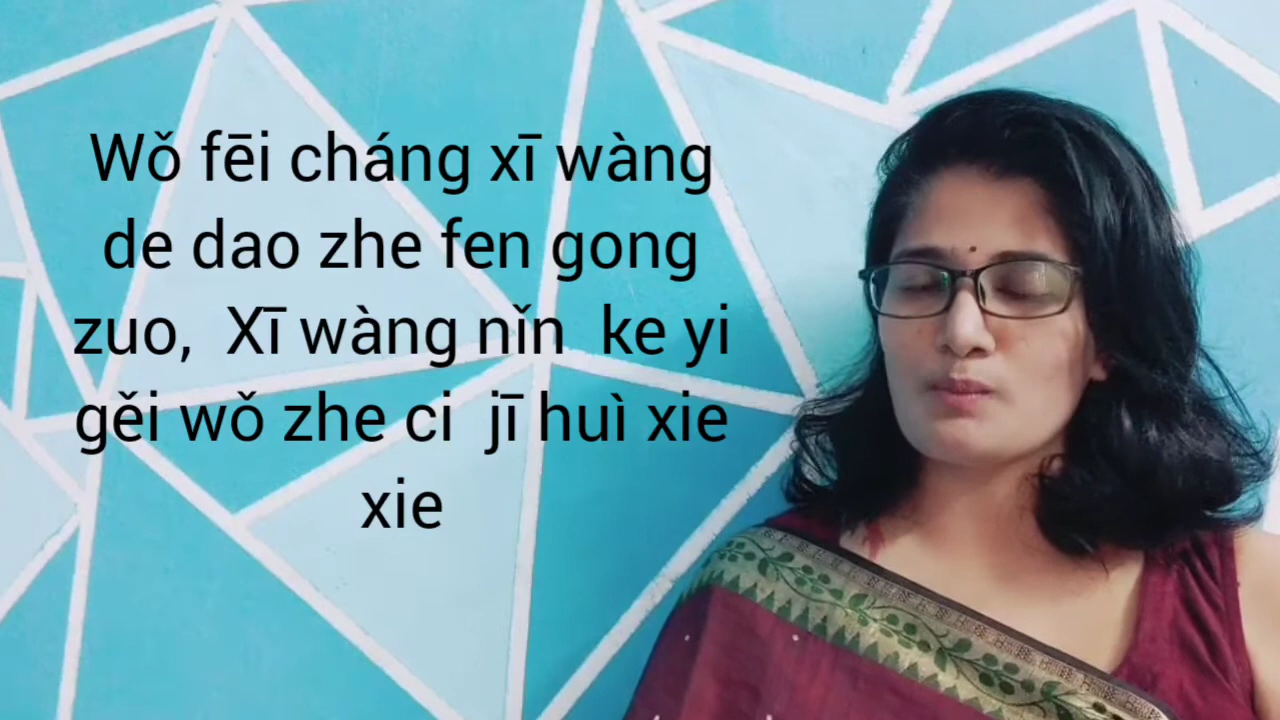 Wǒ fēi cháng xī wàng
de dao zhe fen gong
zuo, Xī wàng nǐn ke yi
gěi wǒ zhe ci jī huì xie
xie